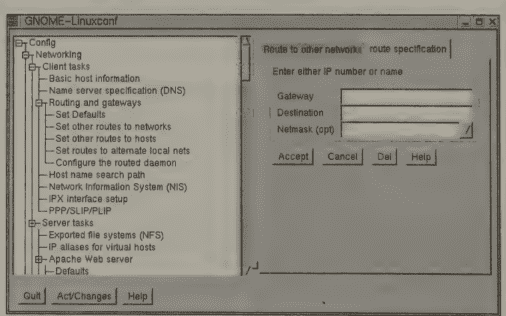 GNOME-Linuxconf
Config
Networking
Client tasks
Basic host information
Name server specification (DNS)
Routing and gateways
Set Defaults
Set other routes to networks
Set other routes to hosts
Set routes to alternate local nets
Configure the routed daemon
Host name search path
Network Information System (NIS)
IPX interface setup
PPP/SLIP/PLIP
Server tasks
Exported file systems (NFS)
IP aliases for virtual hosts
Apache Web server
Defaults
Route to other networks route specification
Enter either IP number or name
Gateway
Destination
Netmask (opt)
Accept Cancel Del Help
Quit Act/Changes Help